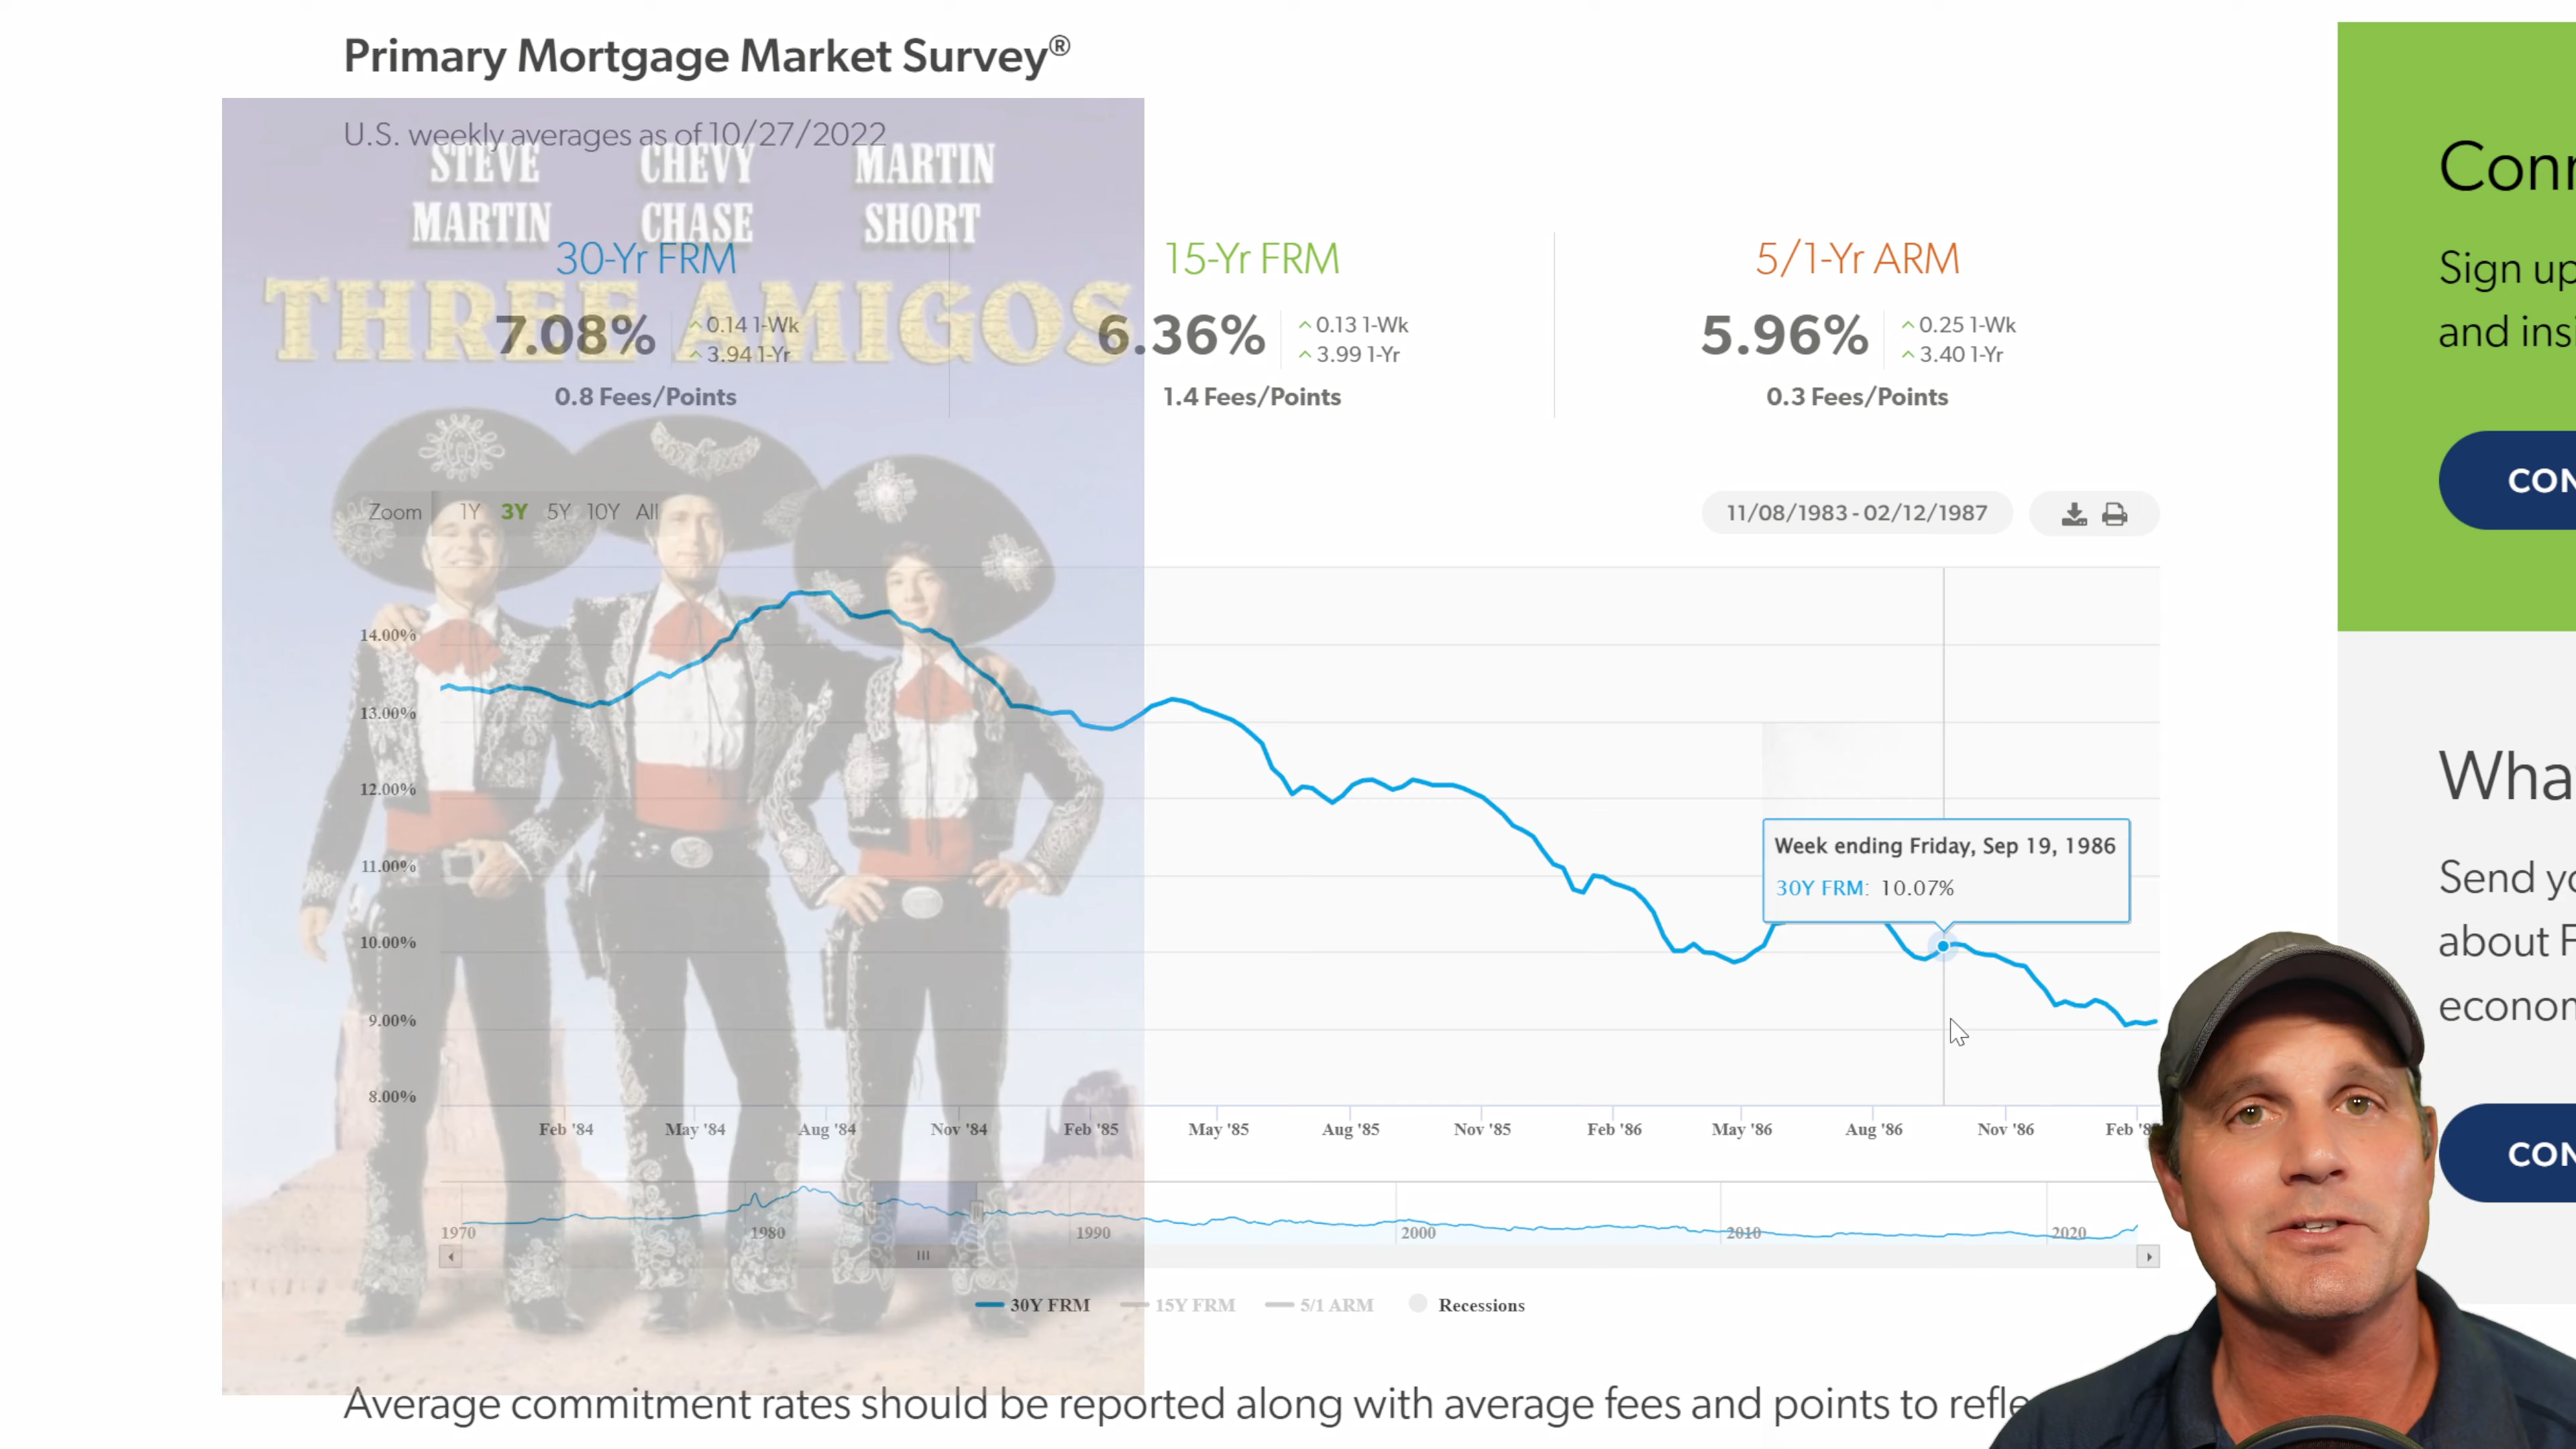 Primary Mortgage Market Survey®
U.S. weekly averages as of 10/27/2022
STEVE MARTIN
CHEVY CHASE
MARTIN SHORT
THREE AMIGOS
30-Yr FRM
7.08%
0.14 1-Wk
3.94 1-Yr
0.8 Fees/Points
15-Yr FRM
6.36%
0.13 1-Wk
3.99 1-Yr
1.4 Fees/Points
5/1-Yr ARM
5.96%
0.25 1-Wk
3.40 1-Yr
0.3 Fees/Points
Zoom 1Y 3Y 5Y 10Y All
11/08/1983 - 02/12/1987
14.00%
13.00%
12.00%
11.00%
10.00%
9.00%
8.00%
Week ending Friday, Sep 19, 1986
30Y FRM: 10.07%
Feb '84 May '84 Aug '84 Nov '84 Feb '85 May '85 Aug '85 Nov '85 Feb '86 May '86 Aug '86 Nov '86 Feb '8
1970 1980 1990 2000 2010 2020
30Y FRM 15Y FRM 5/1 ARM Recessions
Average commitment rates should be reported along with average fees and points to refle
Conn
Sign up
and insi
CON
Wha
Send yo
about F
econom
CON